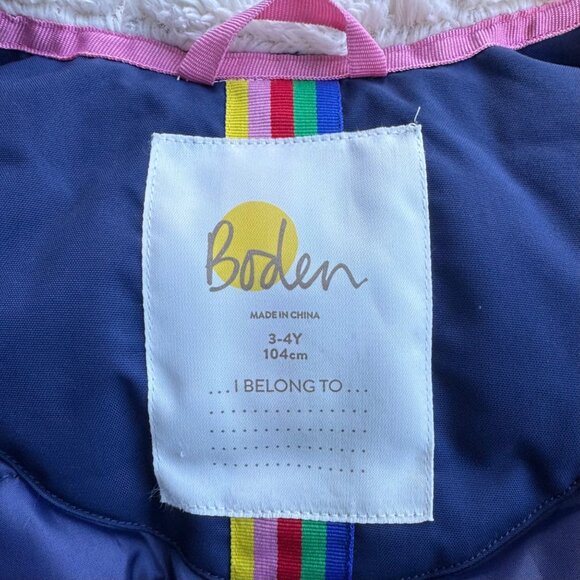 Boden
MADE IN CHINA
3-4Y
104cm
...I BELONG TO...